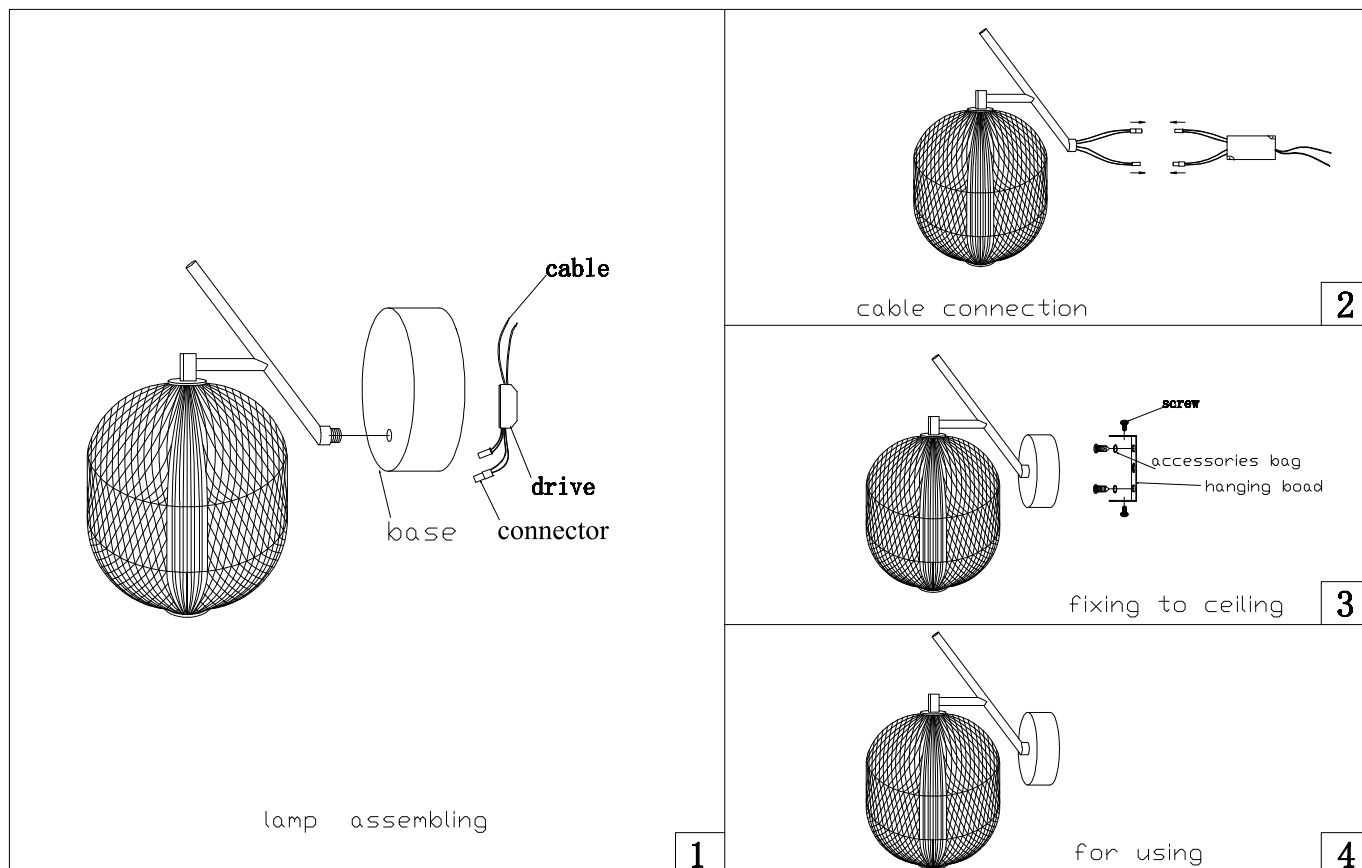 cable
drive
base
connector
lamp assembling
1
cable connection
2
screw
accessories bag
hanging boad
fixing to ceiling
3
for using
4